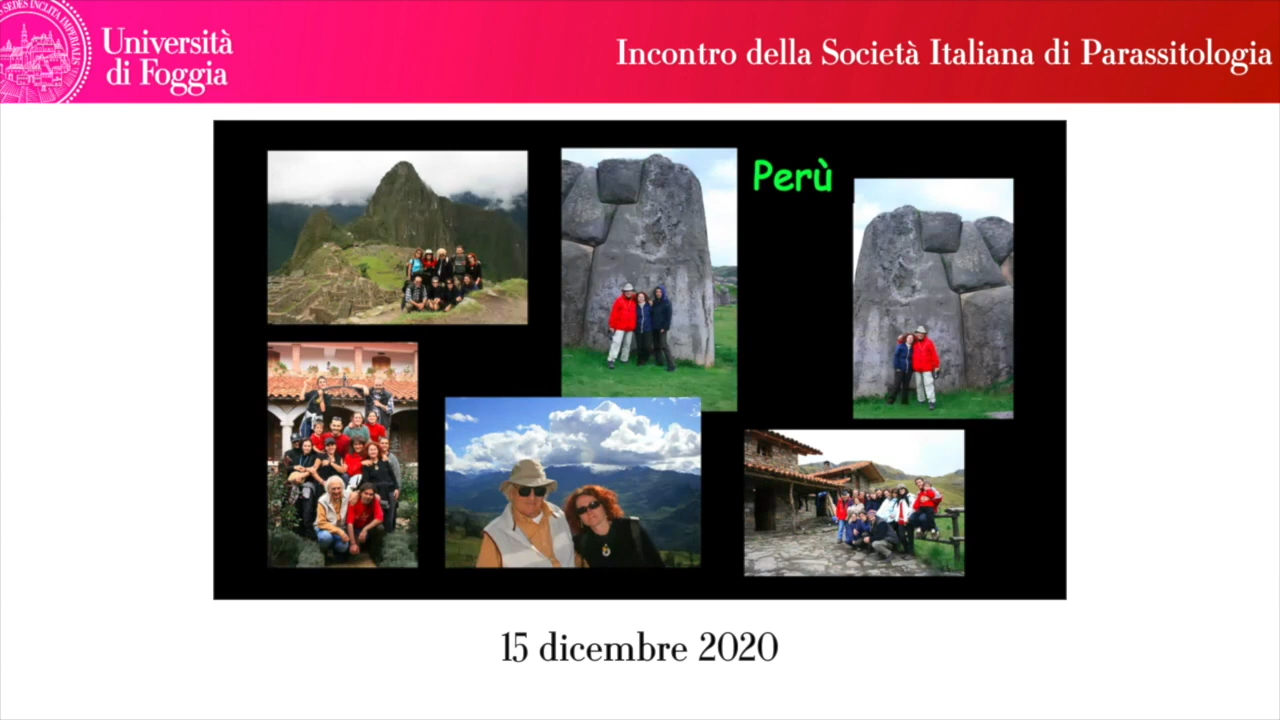 SEDES INCLITA IMPERIALIS
Università
di Foggia
Incontro della Società Italiana di Parassitologia
Perù
15 dicembre 2020